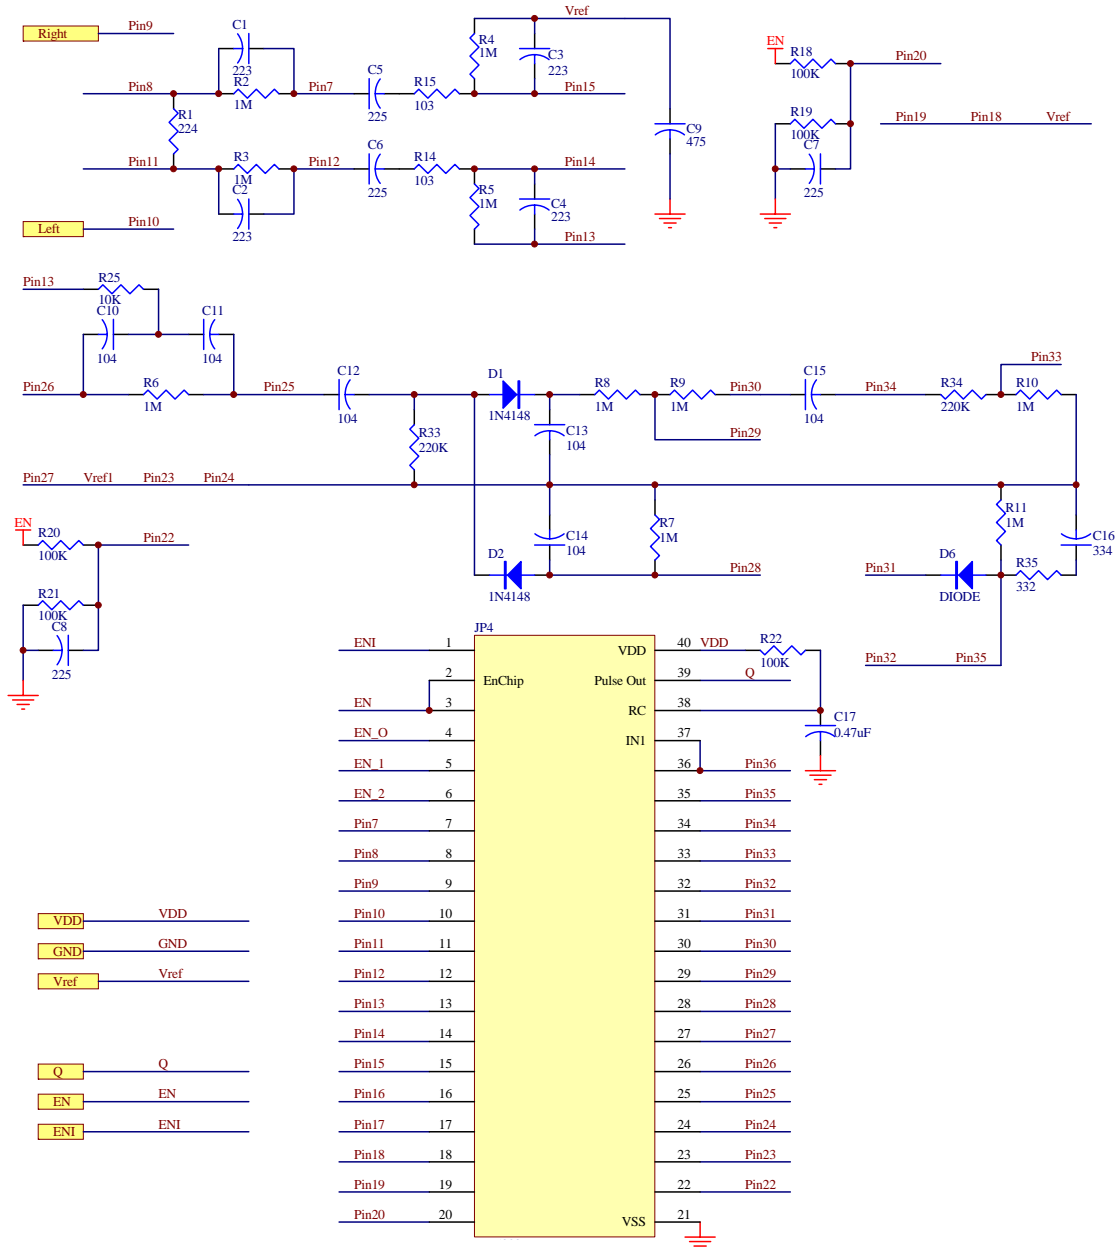 Right
Pin9
C1
223
Pin8
R2
1M
Pin7
C5
225
R15
103
R4
1M
Vref
C3
223
Pin15
R1
224
Pin11
R3
1M
Pin12
C6
225
R14
103
Pin14
C2
223
R5
1M
C4
223
Pin13
Left
Pin10
C9
475
EN
R18
100K
Pin20
R19
100K
C7
225
Pin19
Pin18
Vref
Pin13
R25
10K
C10
104
C11
104
Pin26
R6
1M
Pin25
C12
104
R33
220K
D1
1N4148
C13
104
R8
1M
R9
1M
Pin30
Pin29
C15
104
Pin34
R34
220K
Pin33
R10
1M
Pin27
Vref1
Pin23
Pin24
EN
R20
100K
Pin22
R21
100K
C8
225
D2
1N4148
C14
104
R7
1M
Pin28
R11
1M
C16
334
Pin31
D6
DIODE
R35
332
Pin32
Pin35
JP4
ENI
1
2
EnChip
EN
3
EN_O
4
EN_1
5
EN_2
6
Pin7
7
Pin8
8
Pin9
9
Pin10
10
Pin11
11
Pin12
12
Pin13
13
Pin14
14
Pin15
15
Pin16
16
Pin17
17
Pin18
18
Pin19
19
Pin20
20
VDD
40
VDD
R22
100K
Pulse Out
39
Q
RC
38
C17
0.47uF
IN1
37
36
Pin36
35
Pin35
34
Pin34
33
Pin33
32
Pin32
31
Pin31
30
Pin30
29
Pin29
28
Pin28
27
Pin27
26
Pin26
25
Pin25
24
Pin24
23
Pin23
22
Pin22
VSS
21
VDD
VDD
GND
GND
Vref
Vref
Q
Q
EN
EN
ENI
ENI